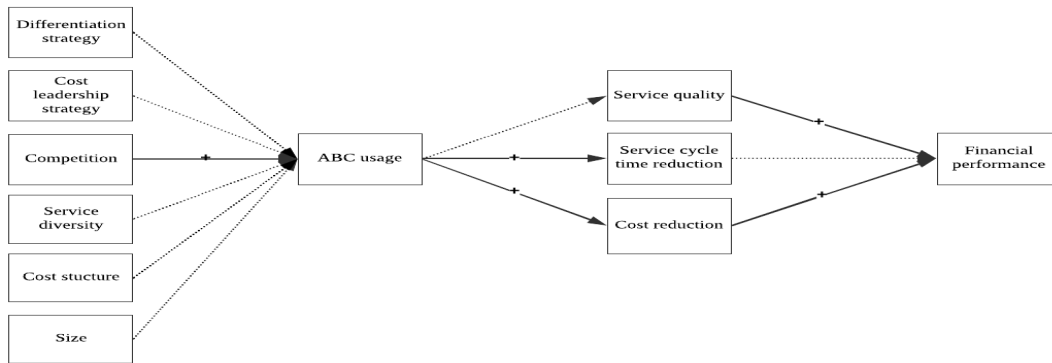 Differentiation
strategy
Cost
leadership
strategy
Competition
Service
diversity
Cost stucture
Size
+
ABC usage
+
+
Service quality
Service cycle
time reduction
Cost reduction
+
+
Financial
performance